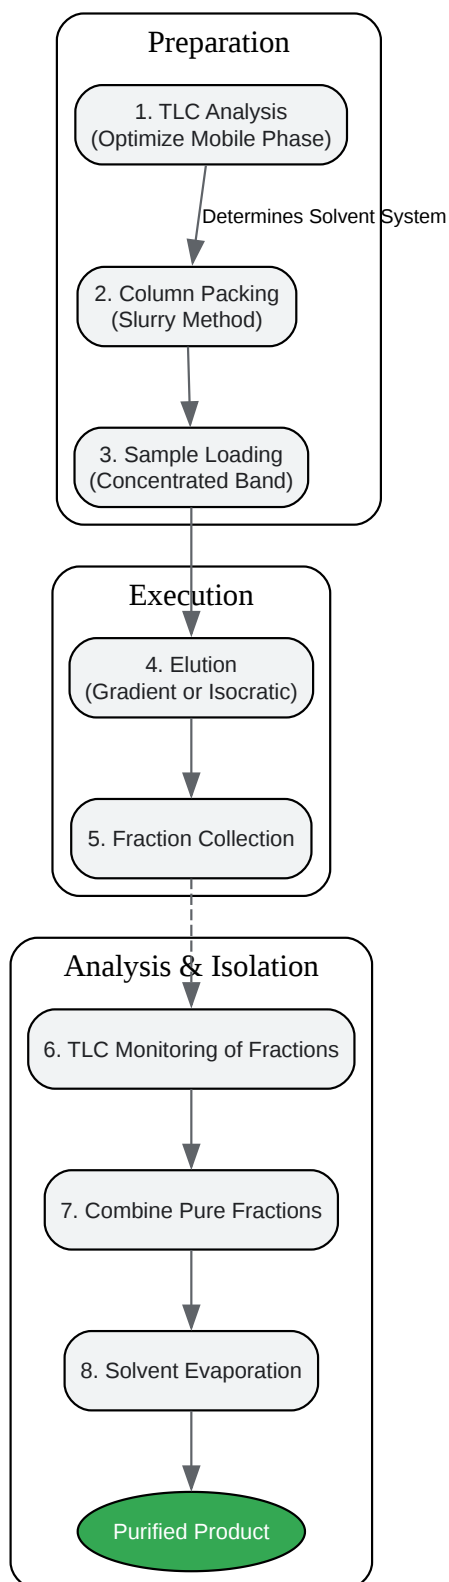 Preparation
1. TLC Analysis
(Optimize Mobile Phase)
Determines Solvent System
2. Column Packing
(Slurry Method)
3. Sample Loading
(Concentrated Band)
Execution
4. Elution
(Gradient or Isocratic)
5. Fraction Collection
Analysis & Isolation
6. TLC Monitoring of Fractions
7. Combine Pure Fractions
8. Solvent Evaporation
Purified Product